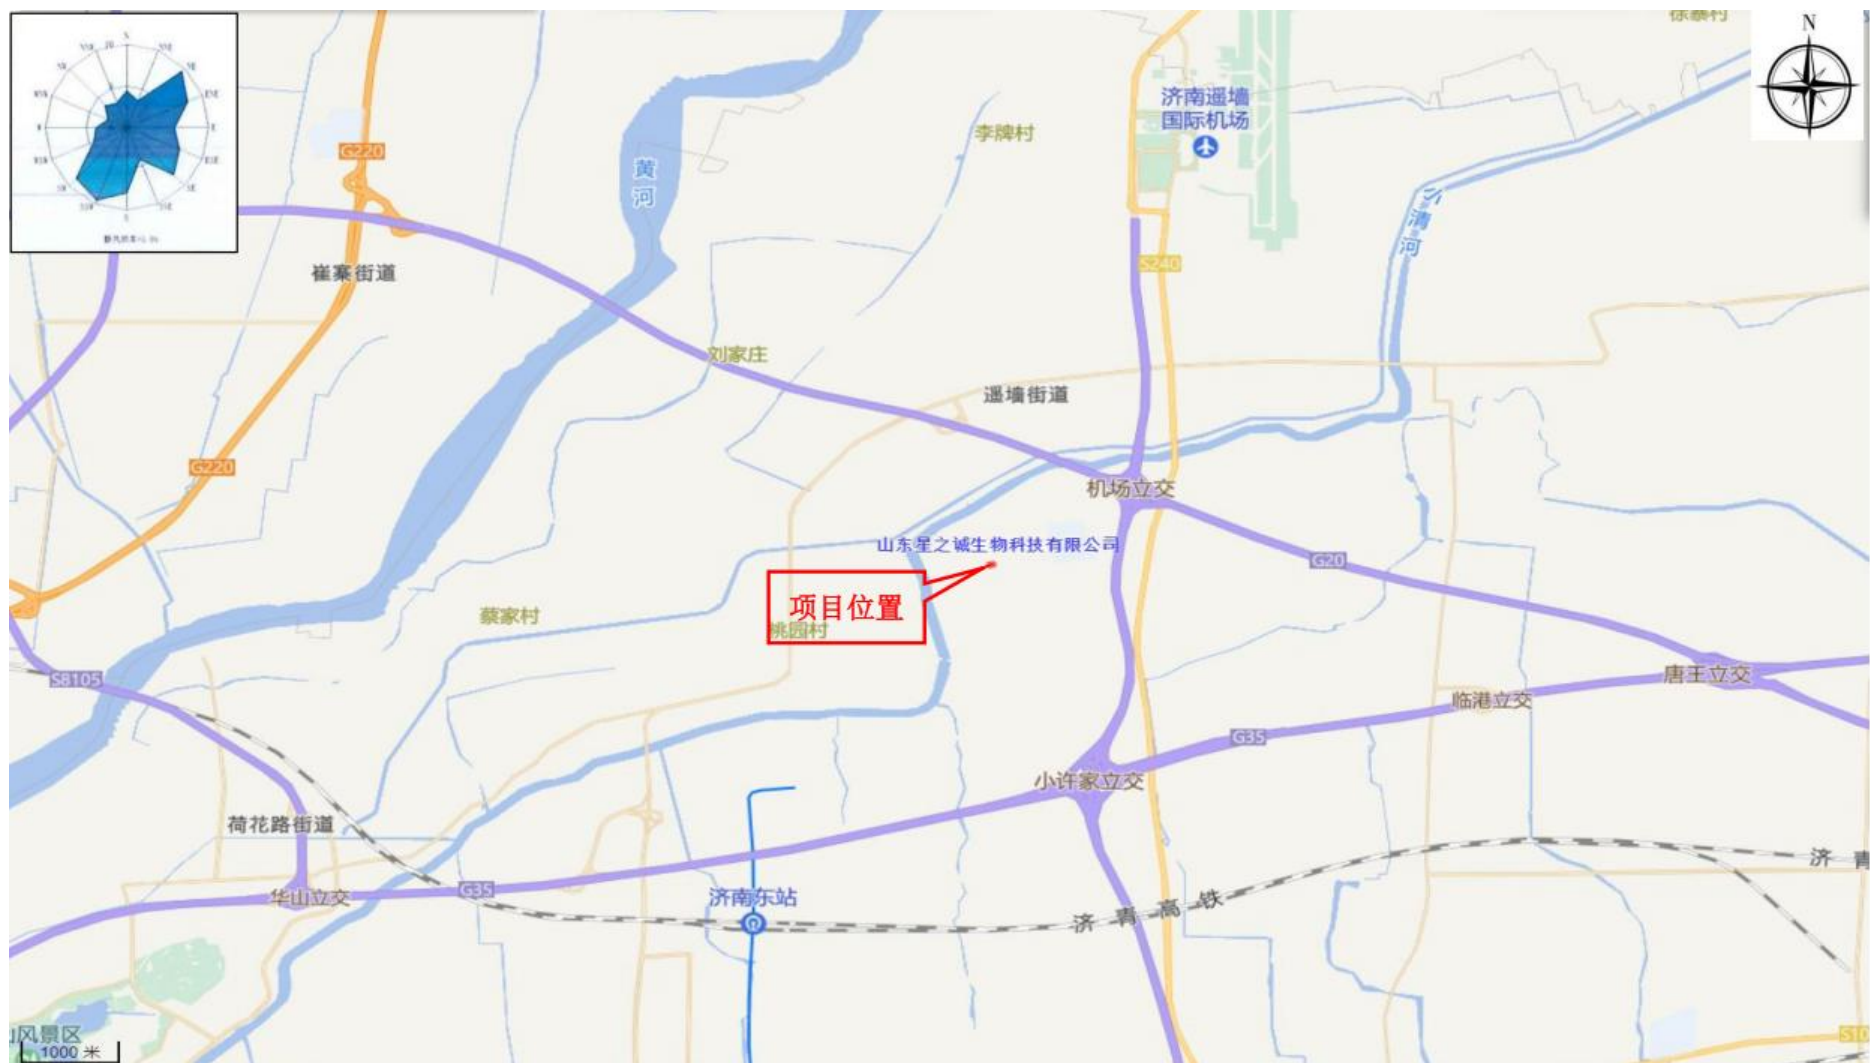 徐寨村
N
济南遥墙
国际机场
李牌村
G220
黄河
小清河
S240
崔寨街道
刘家庄
遥墙街道
G220
机场立交
山东星之诚生物科技有限公司
G20
项目位置
蔡家村
桃园村
S8105
唐王立交
临港立交
G35
小许家立交
荷花路街道
济青
华山立交
G35
济南东站
济青高铁
风景区
1000 米